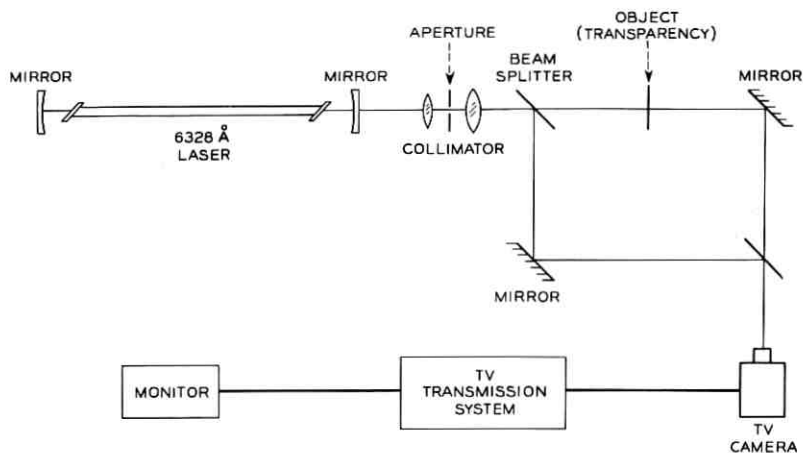 OBJECT
(TRANSPARENCY)
APERTURE
BEAM
SPLITTER
MIRROR
MIRROR
MIRROR
6328 Å
LASER
COLLIMATOR
MIRROR
MONITOR
TV
TRANSMISSION
SYSTEM
TV
CAMERA